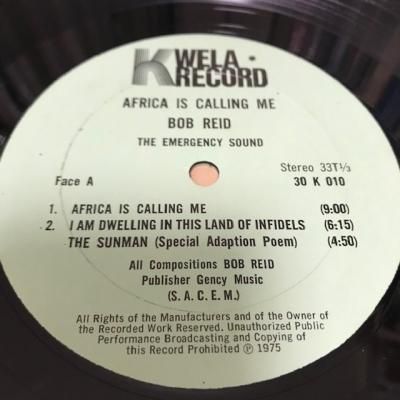 KWELA.
RECORD
AFRICA IS CALLING ME
BOB REID
THE EMERGENCY SOUND
Stereo 33T⅓
Face A 30 K 010
1. AFRICA IS CALLING ME (9:00)
2. I AM DWELLING IN THIS LAND OF INFIDELS (6:15)
THE SUNMAN (Special Adaption Poem) (4:50)
All Compositions BOB REID
Publisher Gency Music
(S.A.C.E.M.)
All Rights of the Manufacturers and of the Owner of
the Recorded Work Reserved. Unauthorized Public
Performance Broadcasting and Copying of
this Record Prohibited ℗ 1975